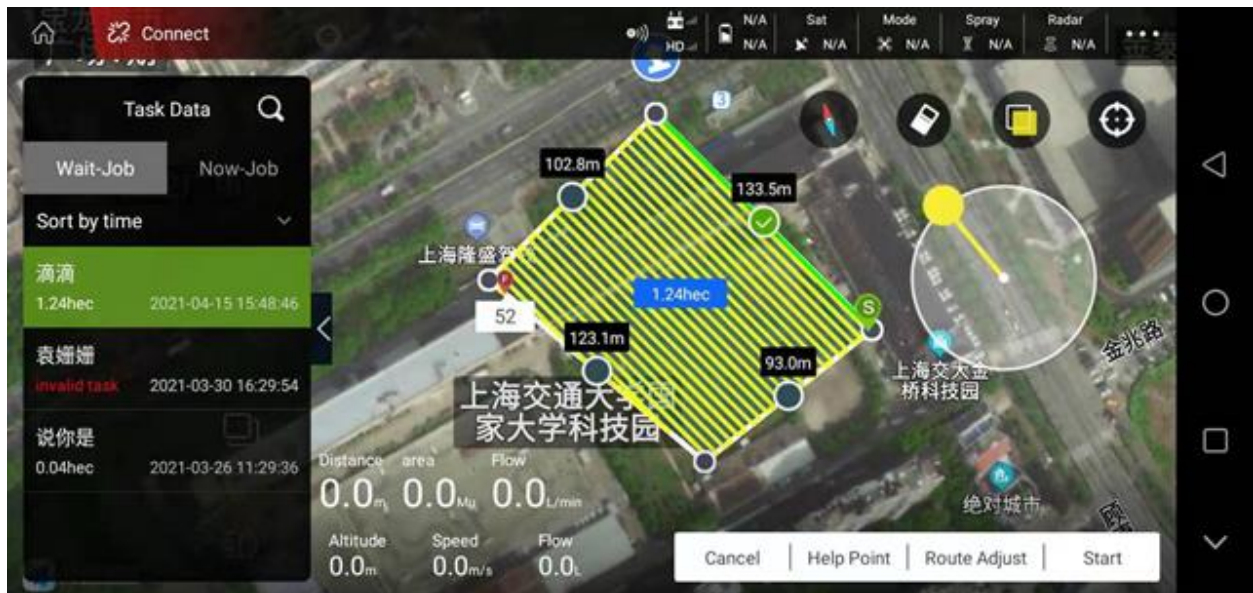 Connect
HD
N/A
N/A
Sat
N/A
Mode
N/A
Spray
N/A
Radar
N/A
Task Data
Wait-Job
Now-Job
Sort by time
滴滴
1.24hec 2021-04-15 15:48:46
袁姗姗
invalid task 2021-03-30 16:29:54
说你是
0.04hec 2021-03-26 11:29:36
3
102.8m
133.5m
上海隆盛
1.24hec
S
52
123.1m
93.0m
金兆路
上海交大金
桥科技园
上海交通大学国
家大学科技园
绝对城市
Distance area Flow
0.0m 0.0Mu 0.0L/min
Altitude Speed Flow
0.0m 0.0m/s 0.0L
Cancel Help Point Route Adjust Start